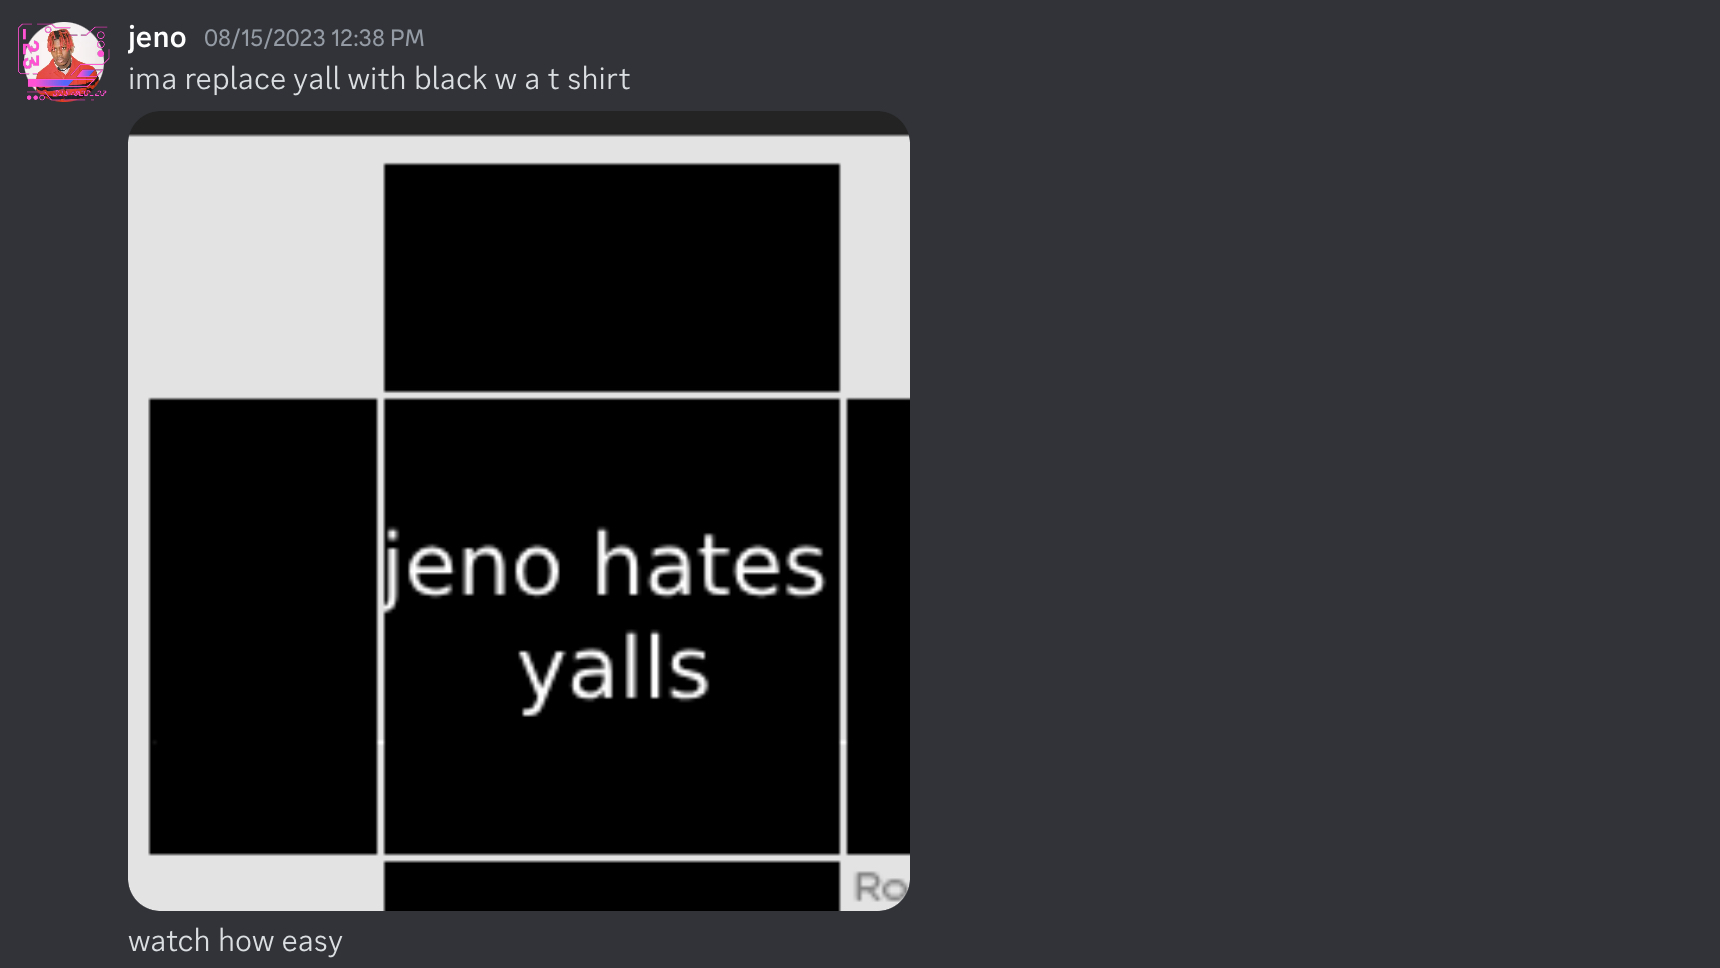 jeno 08/15/2023 12:38 PM
ima replace yall with black w a t shirt
jeno hates
yalls
Ro
watch how easy